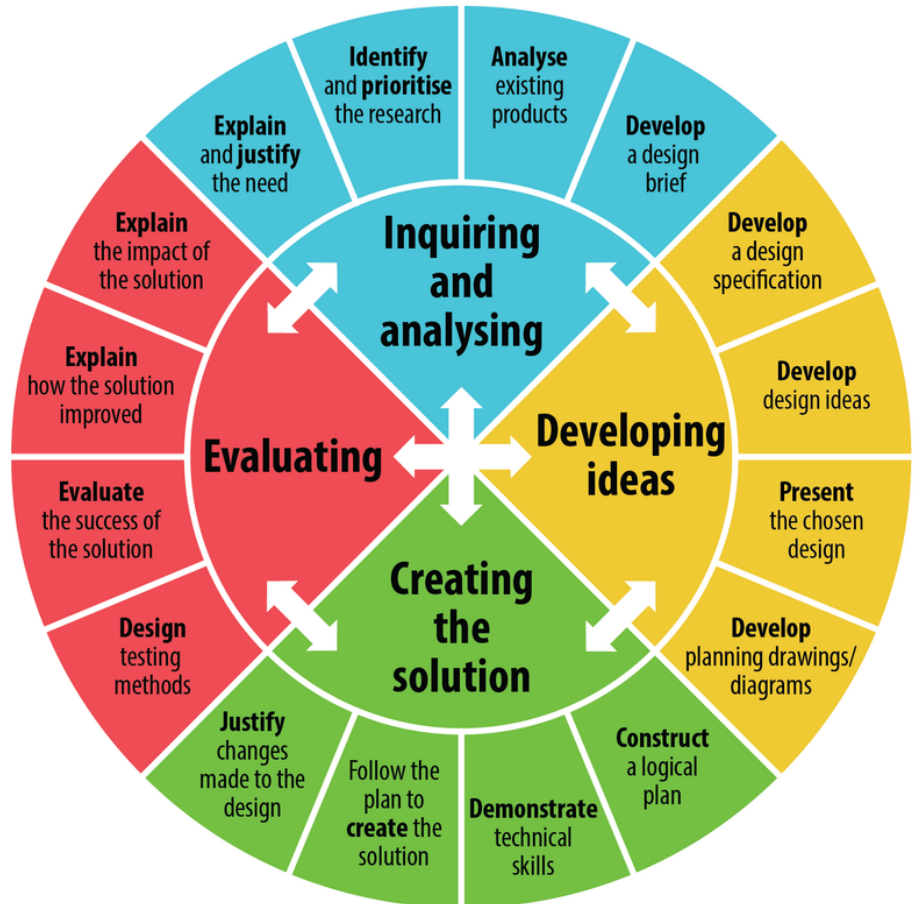 Inquiring
and
analysing
Explain
and justify
the need
Identify
and prioritise
the research
Analyse
existing
products
Develop
a design
brief
Developing
ideas
Develop
a design
specification
Develop
design ideas
Present
the chosen
design
Develop
planning drawings/
diagrams
Creating
the
solution
Construct
a logical
plan
Demonstrate
technical
skills
Follow the
plan to
create the
solution
Justify
changes
made to the
design
Evaluating
Design
testing
methods
Evaluate
the success of
the solution
Explain
how the solution
improved
Explain
the impact of
the solution